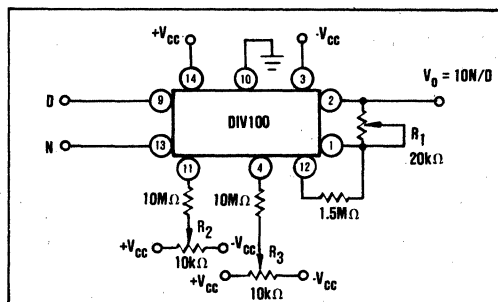 +Vcc
-Vcc
14
10
3
V₀ = 10N/D
D
9
2
DIV100
R1
N
13
1
20kΩ
11
4
12
10MΩ
10MΩ
1.5MΩ
R2
+Vcc
-Vcc
10kΩ
R3
+Vcc
-Vcc
10kΩ